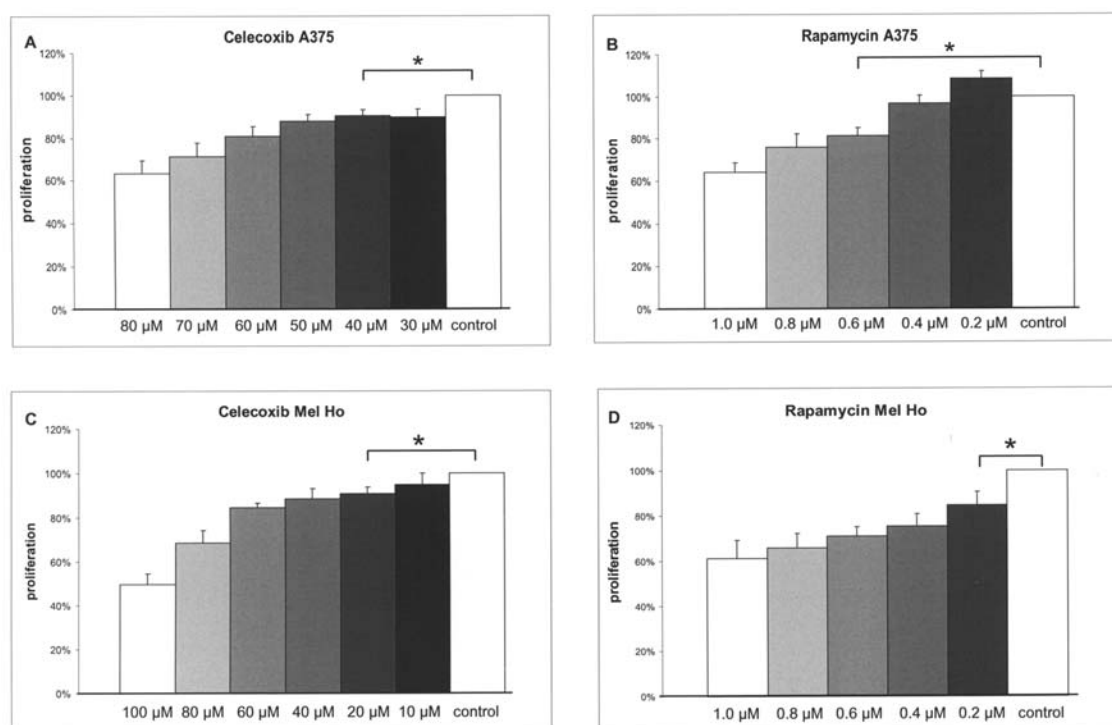 A
Celecoxib A375
*
120%
100%
80%
60%
40%
20%
0%
proliferation
80 µM 70 µM 60 µM 50 µM 40 µM 30 µM control
B
Rapamycin A375
*
120%
100%
80%
60%
40%
20%
0%
proliferation
1.0 µM 0.8 µM 0.6 µM 0.4 µM 0.2 µM control
C
Celecoxib Mel Ho
*
120%
100%
80%
60%
40%
20%
0%
proliferation
100 µM 80 µM 60 µM 40 µM 20 µM 10 µM control
D
Rapamycin Mel Ho
*
120%
100%
80%
60%
40%
20%
0%
proliferation
1.0 µM 0.8 µM 0.6 µM 0.4 µM 0.2 µM control